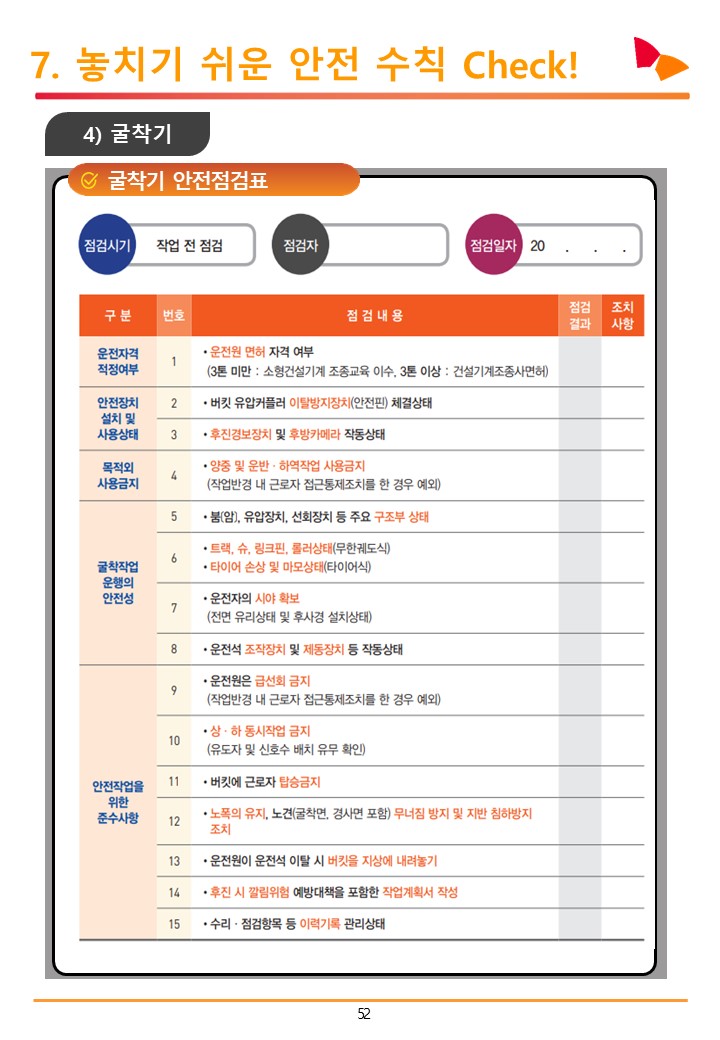 7. 놓치기 쉬운 안전 수칙 Check!
4) 굴착기
굴착기 안전점검표
점검시기 작업 전 점검 점검자 점검일자 20 . . .
구 분 번호 점 검 내 용 점검 결과 조치 사항
운전자격 적정여부
1 • 운전원 면허 자격 여부
(3톤 미만 : 소형건설기계 조종교육 이수, 3톤 이상 : 건설기계조종사면허)
안전장치 설치 및 사용상태
2 • 버킷 유압커플러 이탈방지장치(안전핀) 체결상태
3 • 후진경보장치 및 후방카메라 작동상태
목적외 사용금지
4 • 양중 및 운반 · 하역작업 사용금지
(작업반경 내 근로자 접근통제조치를 한 경우 예외)
굴착작업 운행의 안전성
5 • 붐(암), 유압장치, 선회장치 등 주요 구조부 상태
6 • 트랙, 슈, 링크핀, 롤러상태(무한궤도식)
• 타이어 손상 및 마모상태(타이어식)
7 • 운전자의 시야 확보
(전면 유리상태 및 후사경 설치상태)
8 • 운전석 조작장치 및 제동장치 등 작동상태
안전작업을 위한 준수사항
9 • 운전원은 급선회 금지
(작업반경 내 근로자 접근통제조치를 한 경우 예외)
10 • 상 · 하 동시작업 금지
(유도자 및 신호수 배치 유무 확인)
11 • 버킷에 근로자 탑승금지
12 • 노폭의 유지, 노견(굴착면, 경사면 포함) 무너짐 방지 및 지반 침하방지
조치
13 • 운전원이 운전석 이탈 시 버킷을 지상에 내려놓기
14 • 후진 시 깔림위험 예방대책을 포함한 작업계획서 작성
15 • 수리 · 점검항목 등 이력기록 관리상태
52